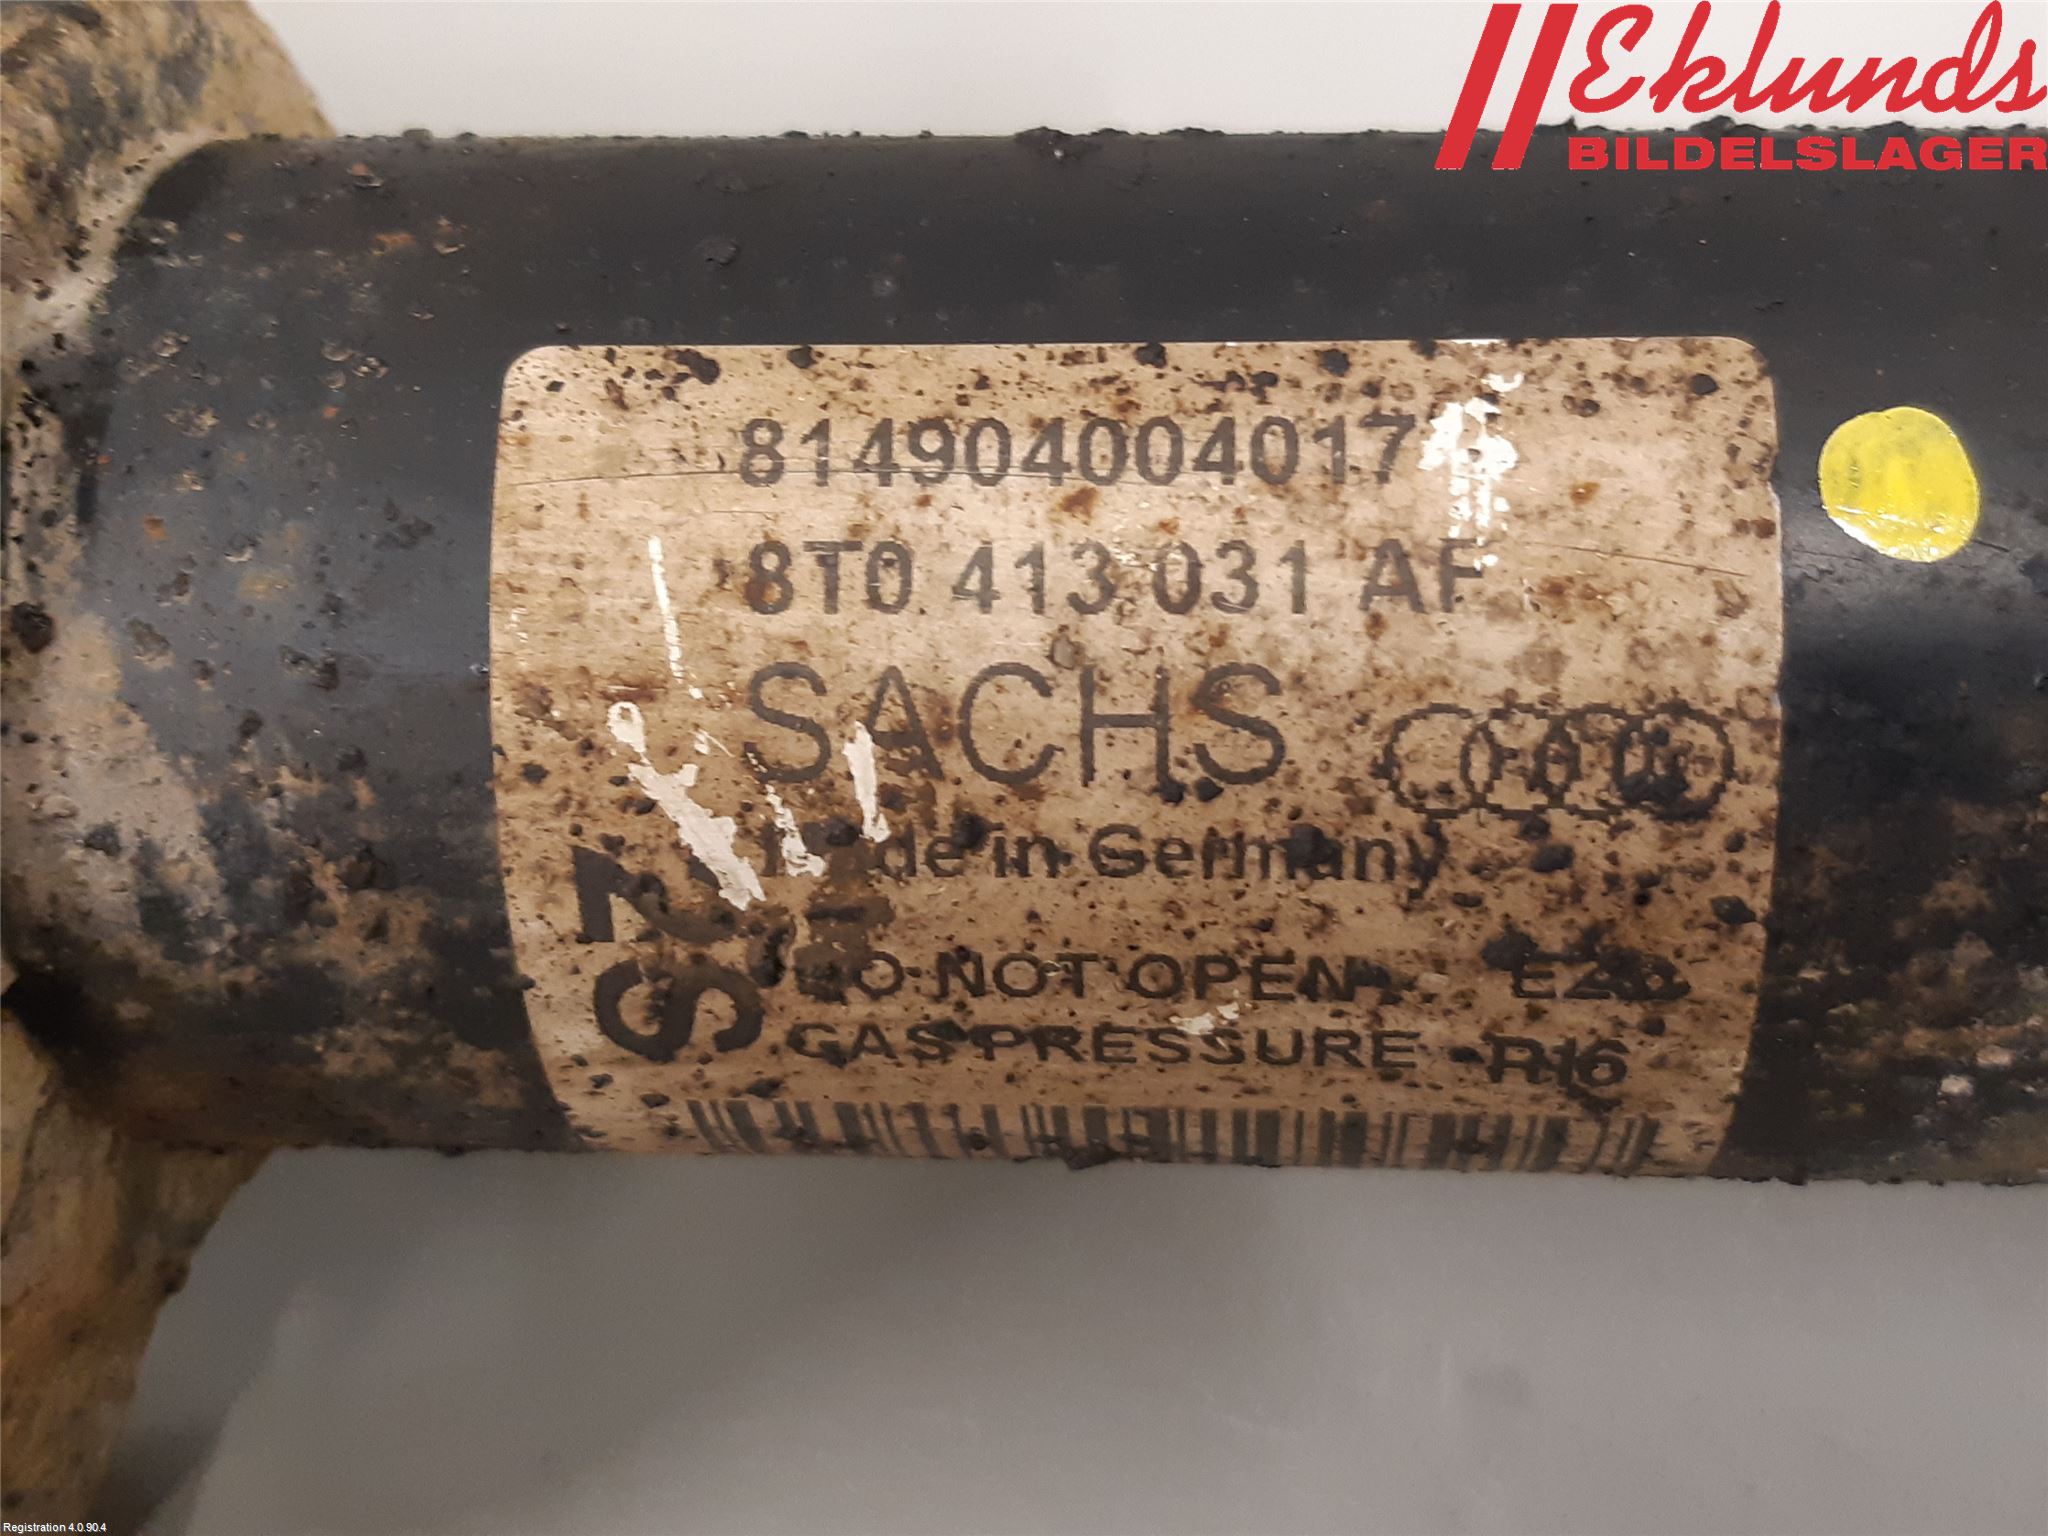 Eklunds
BILDELSLAGER
814904004017
8T0 413 031 AF
SACHS
Made in Germany
DO NOT OPEN
GAS PRESSURE
Registration 4.0.90.4